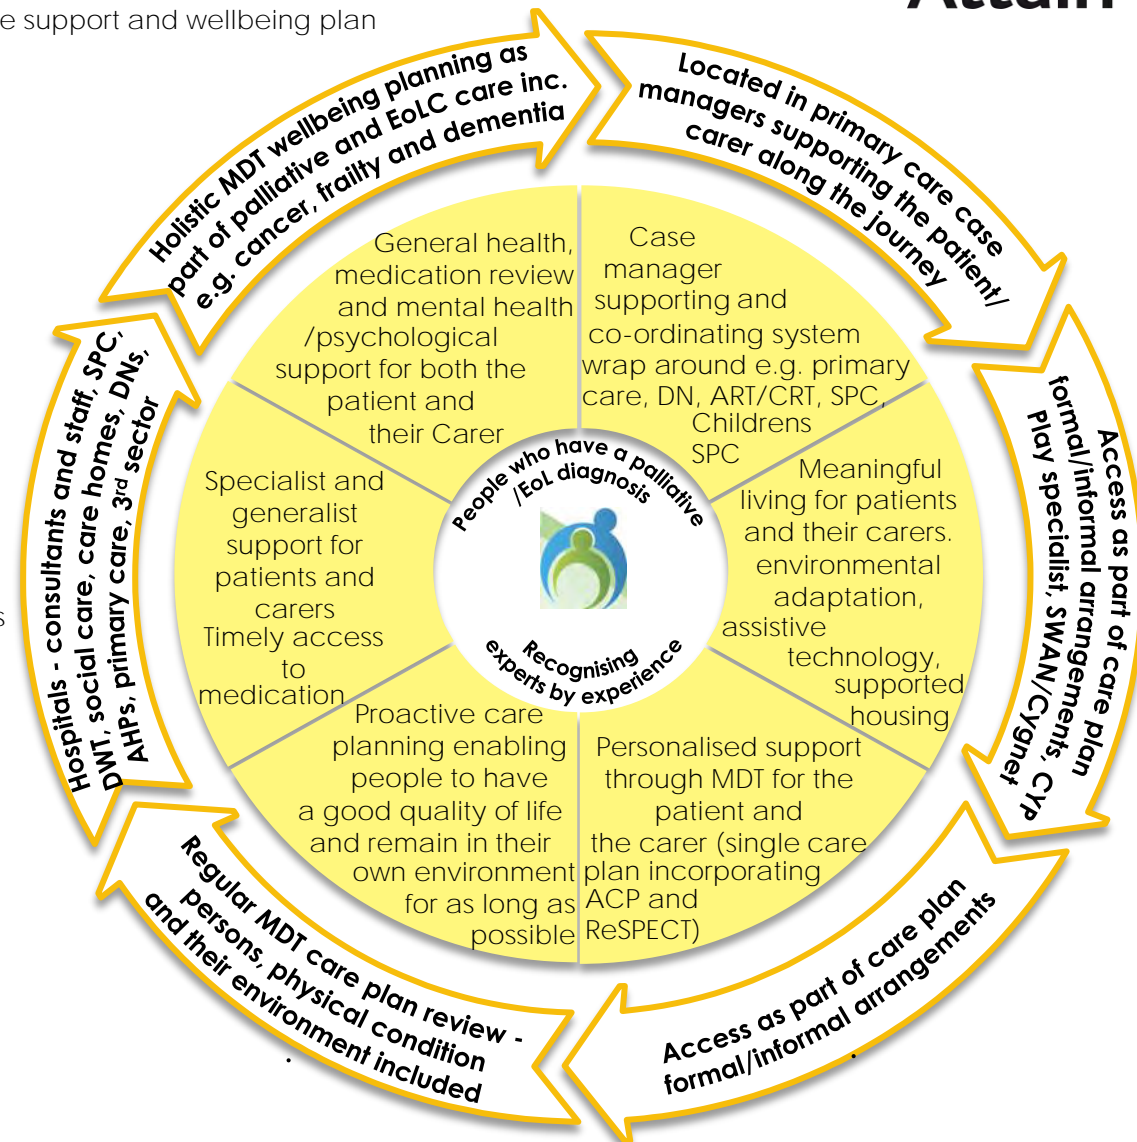 e support and wellbeing plan
Attain
Holistic MDT wellbeing planning as
part of palliative and EoLC care inc.
e.g. cancer, frailty and dementia
Located in primary care case
managers supporting the patient/
carer along the journey
Access as part of care plan
formal/informal arrangements, CYP
Play specialist, SWAN/Cygnet
Access as part of care plan
formal/informal arrangements
.
Regular MDT care plan review -
persons, physical condition
and their environment included
.
Hospitals - consultants and staff, SPC,
DWT, social care, care homes, DNs,
AHPs, primary care, 3rd sector
s
General health,
medication review
and mental health
/psychological
support for both the
patient and
their Carer
Case
manager
supporting and
co-ordinating system
wrap around e.g. primary
care, DN, ART/CRT, SPC,
Childrens
SPC
Meaningful
living for patients
and their carers.
environmental
adaptation,
assistive
technology,
supported
housing
Personalised support
through MDT for the
patient and
the carer (single care
plan incorporating
ACP and
ReSPECT)
Proactive care
planning enabling
people to have
a good quality of life
and remain in their
own environment
for as long as
possible
Specialist and
generalist
support for
patients and
carers
Timely access
to
medication
People who have a palliative
/EoL diagnosis
Recognising
experts by experience